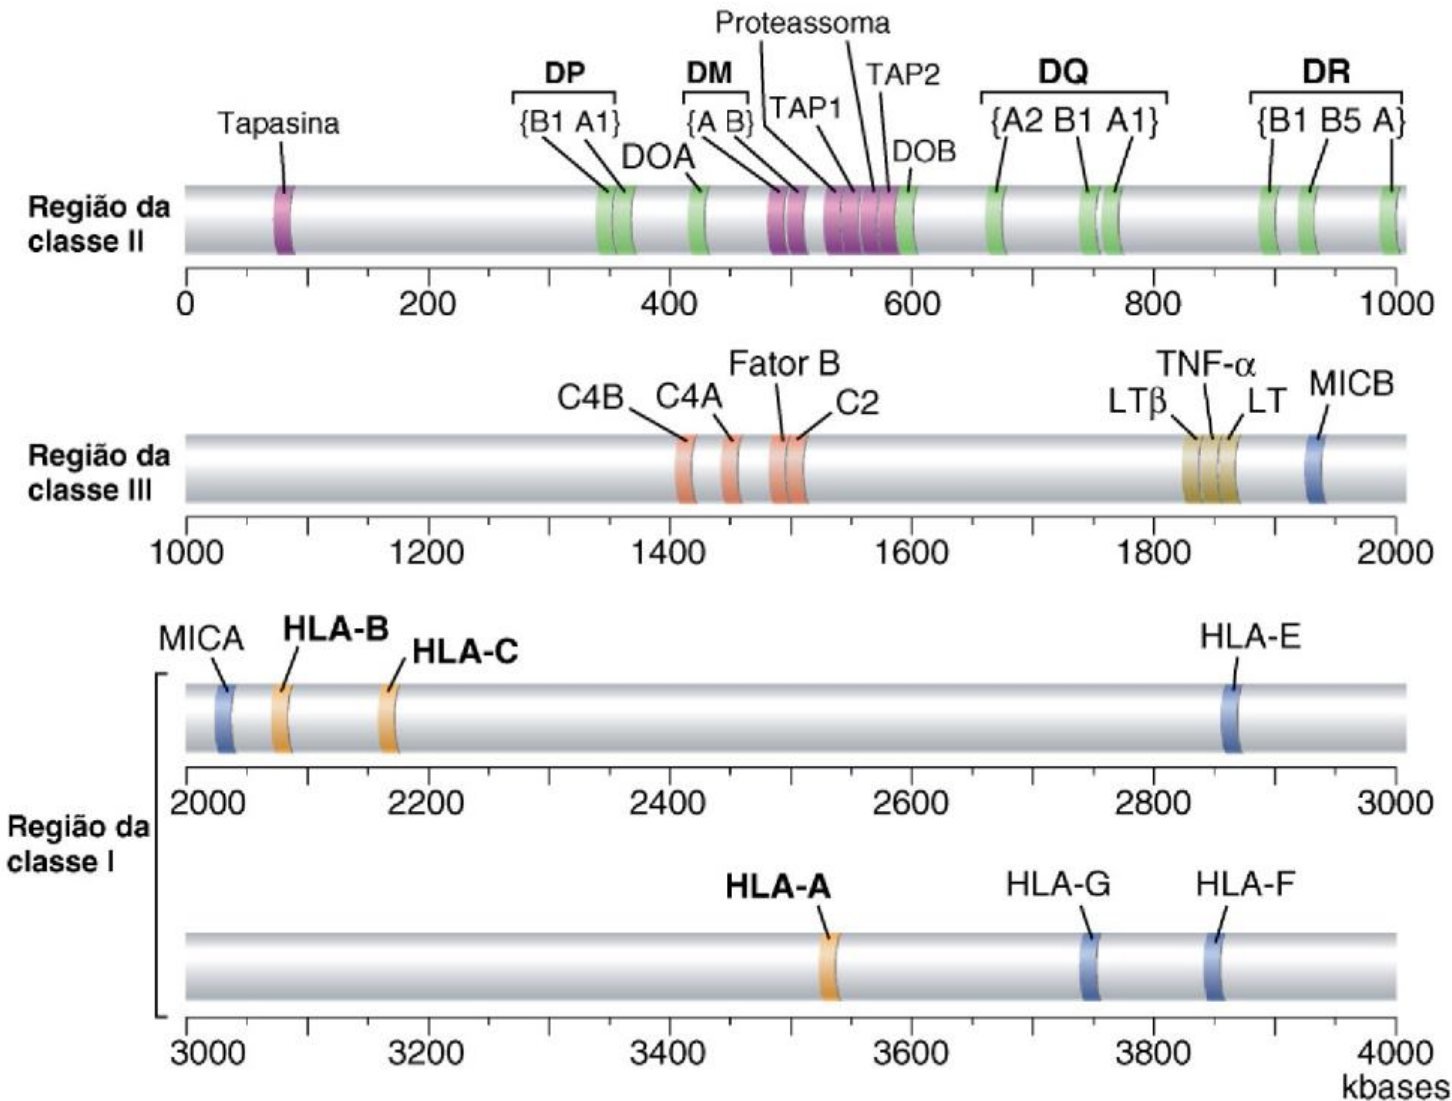 Proteassoma
DP DM TAP2 DQ DR
Tapasina {B1 A1} {A B} TAP1 {A2 B1 A1} {B1 B5 A}
DOA DOB
Região da
classe II
0 200 400 600 800 1000
Fator B TNF-α
C4B C4A C2 LTβ LT MICB
Região da
classe III
1000 1200 1400 1600 1800 2000
MICA HLA-B HLA-C HLA-E
2000 2200 2400 2600 2800 3000
Região da
classe I
HLA-A HLA-G HLA-F
3000 3200 3400 3600 3800 4000
kbases